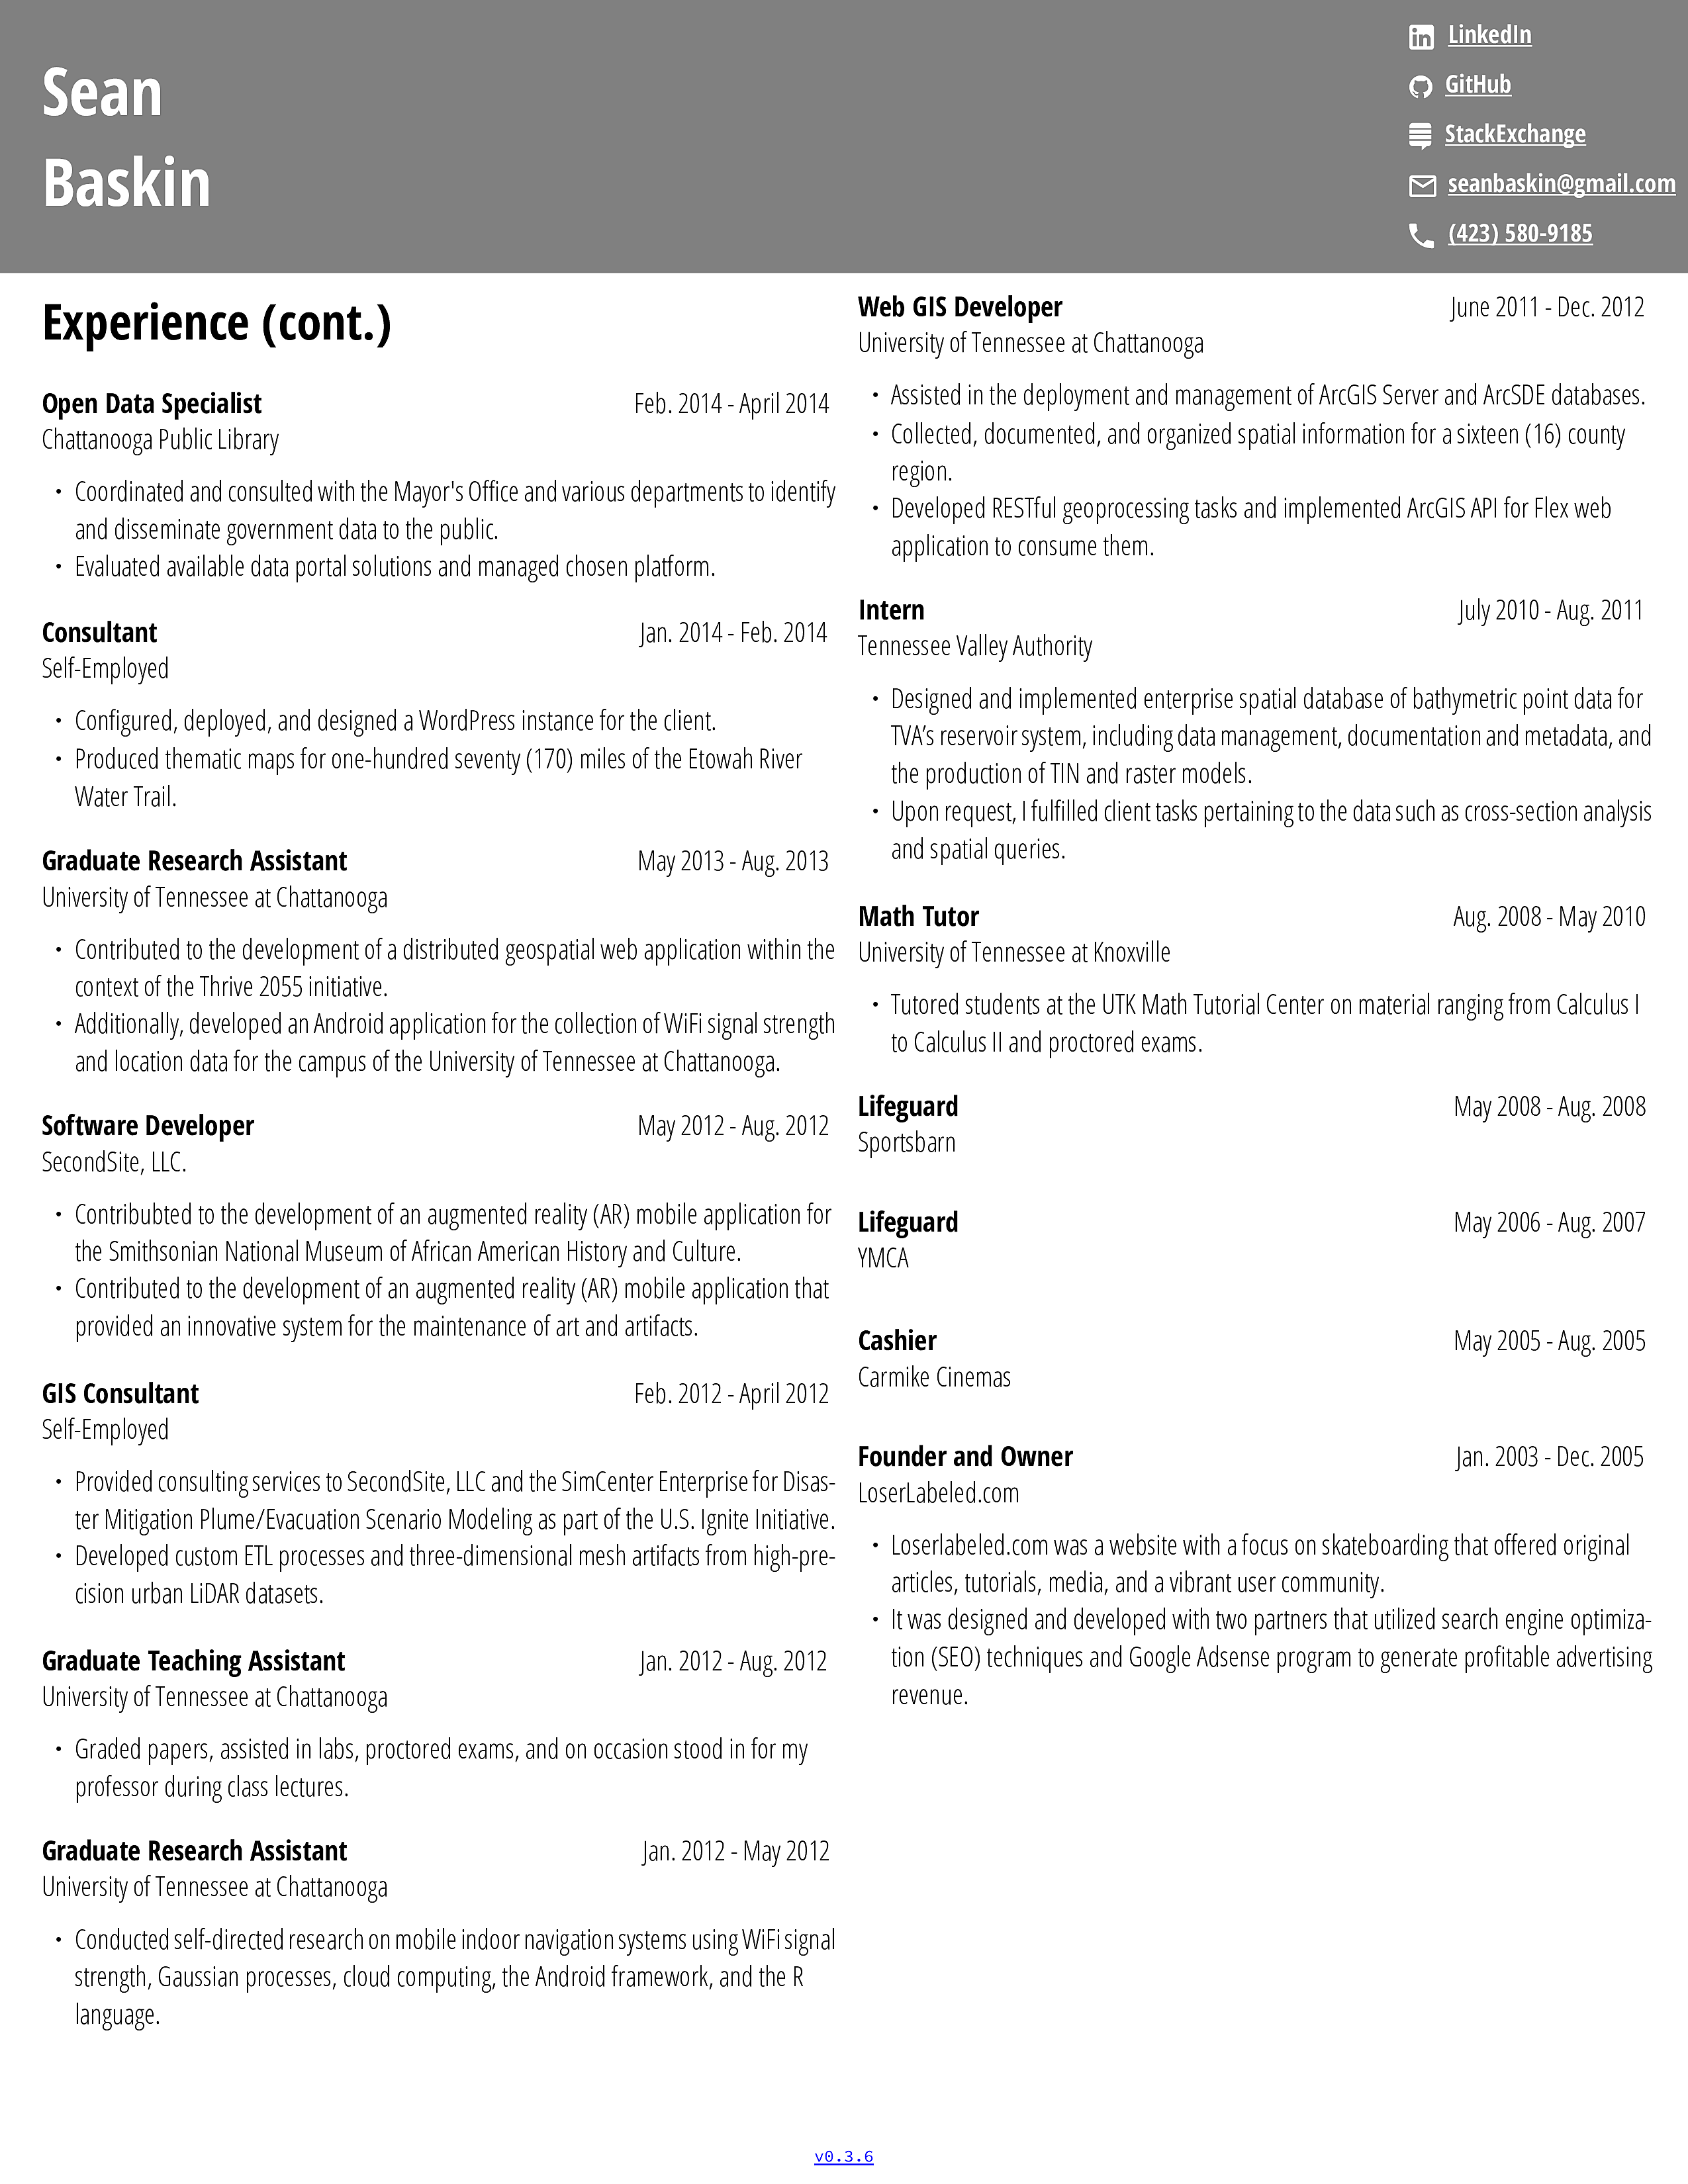 Sean
Baskin
LinkedIn
GitHub
StackExchange
seanbaskin@gmail.com
(423) 580-9185
Experience (cont.)
Open Data Specialist Feb. 2014 - April 2014
Chattanooga Public Library
• Coordinated and consulted with the Mayor's Office and various departments to identify
and disseminate government data to the public.
• Evaluated available data portal solutions and managed chosen platform.
Consultant Jan. 2014 - Feb. 2014
Self-Employed
• Configured, deployed, and designed a WordPress instance for the client.
• Produced thematic maps for one-hundred seventy (170) miles of the Etowah River
Water Trail.
Graduate Research Assistant May 2013 - Aug. 2013
University of Tennessee at Chattanooga
• Contributed to the development of a distributed geospatial web application within the
context of the Thrive 2055 initiative.
• Additionally, developed an Android application for the collection of WiFi signal strength
and location data for the campus of the University of Tennessee at Chattanooga.
Software Developer May 2012 - Aug. 2012
SecondSite, LLC.
• Contribubted to the development of an augmented reality (AR) mobile application for
the Smithsonian National Museum of African American History and Culture.
• Contributed to the development of an augmented reality (AR) mobile application that
provided an innovative system for the maintenance of art and artifacts.
GIS Consultant Feb. 2012 - April 2012
Self-Employed
• Provided consulting services to SecondSite, LLC and the SimCenter Enterprise for Disas-
ter Mitigation Plume/Evacuation Scenario Modeling as part of the U.S. Ignite Initiative.
• Developed custom ETL processes and three-dimensional mesh artifacts from high-pre-
cision urban LiDAR datasets.
Graduate Teaching Assistant Jan. 2012 - Aug. 2012
University of Tennessee at Chattanooga
• Graded papers, assisted in labs, proctored exams, and on occasion stood in for my
professor during class lectures.
Graduate Research Assistant Jan. 2012 - May 2012
University of Tennessee at Chattanooga
• Conducted self-directed research on mobile indoor navigation systems using WiFi signal
strength, Gaussian processes, cloud computing, the Android framework, and the R
language.
Web GIS Developer June 2011 - Dec. 2012
University of Tennessee at Chattanooga
• Assisted in the deployment and management of ArcGIS Server and ArcSDE databases.
• Collected, documented, and organized spatial information for a sixteen (16) county
region.
• Developed RESTful geoprocessing tasks and implemented ArcGIS API for Flex web
application to consume them.
Intern July 2010 - Aug. 2011
Tennessee Valley Authority
• Designed and implemented enterprise spatial database of bathymetric point data for
TVA’s reservoir system, including data management, documentation and metadata, and
the production of TIN and raster models.
• Upon request, I fulfilled client tasks pertaining to the data such as cross-section analysis
and spatial queries.
Math Tutor Aug. 2008 - May 2010
University of Tennessee at Knoxville
• Tutored students at the UTK Math Tutorial Center on material ranging from Calculus I
to Calculus II and proctored exams.
Lifeguard May 2008 - Aug. 2008
Sportsbarn
Lifeguard May 2006 - Aug. 2007
YMCA
Cashier May 2005 - Aug. 2005
Carmike Cinemas
Founder and Owner Jan. 2003 - Dec. 2005
LoserLabeled.com
• Loserlabeled.com was a website with a focus on skateboarding that offered original
articles, tutorials, media, and a vibrant user community.
• It was designed and developed with two partners that utilized search engine optimiza-
tion (SEO) techniques and Google Adsense program to generate profitable advertising
revenue.
v0.3.6